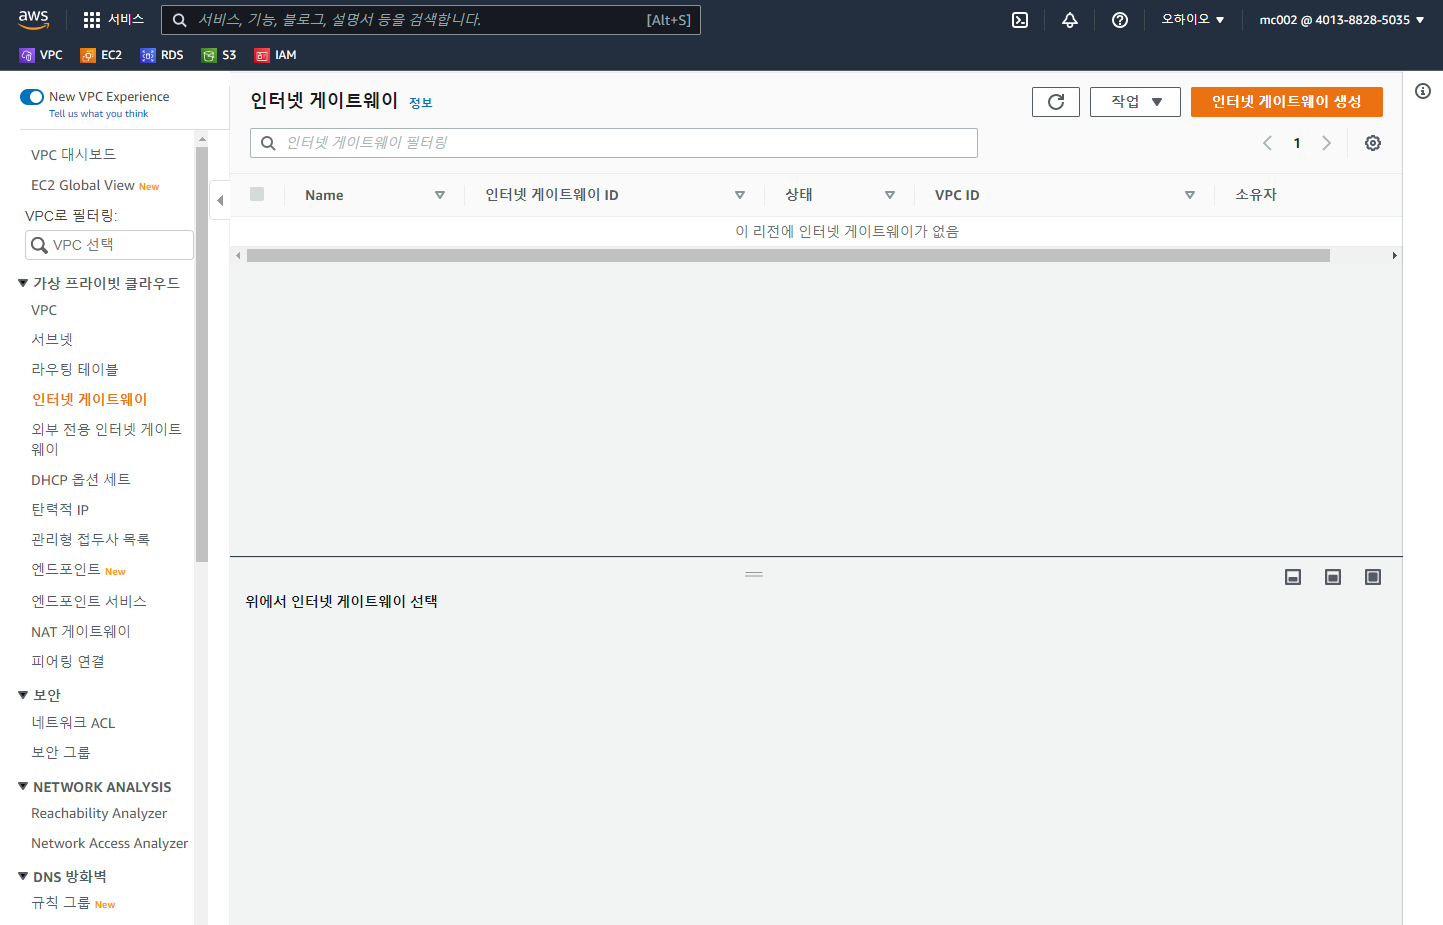 aws
서비스
서비스, 기능, 블로그, 설명서 등을 검색합니다.
[Alt+S]
오하이오
mc002 @ 4013-8828-5035
VPC
EC2
RDS
S3
IAM
New VPC Experience
Tell us what you think
VPC 대시보드
EC2 Global View New
VPC로 필터링:
VPC 선택
가상 프라이빗 클라우드
VPC
서브넷
라우팅 테이블
인터넷 게이트웨이
외부 전용 인터넷 게이트
웨이
DHCP 옵션 세트
탄력적 IP
관리형 접두사 목록
엔드포인트 New
엔드포인트 서비스
NAT 게이트웨이
피어링 연결
보안
네트워크 ACL
보안 그룹
NETWORK ANALYSIS
Reachability Analyzer
Network Access Analyzer
DNS 방화벽
규칙 그룹 New
인터넷 게이트웨이 정보
작업
인터넷 게이트웨이 생성
인터넷 게이트웨이 필터링
1
Name
인터넷 게이트웨이 ID
상태
VPC ID
소유자
이 리전에 인터넷 게이트웨이가 없음
위에서 인터넷 게이트웨이 선택